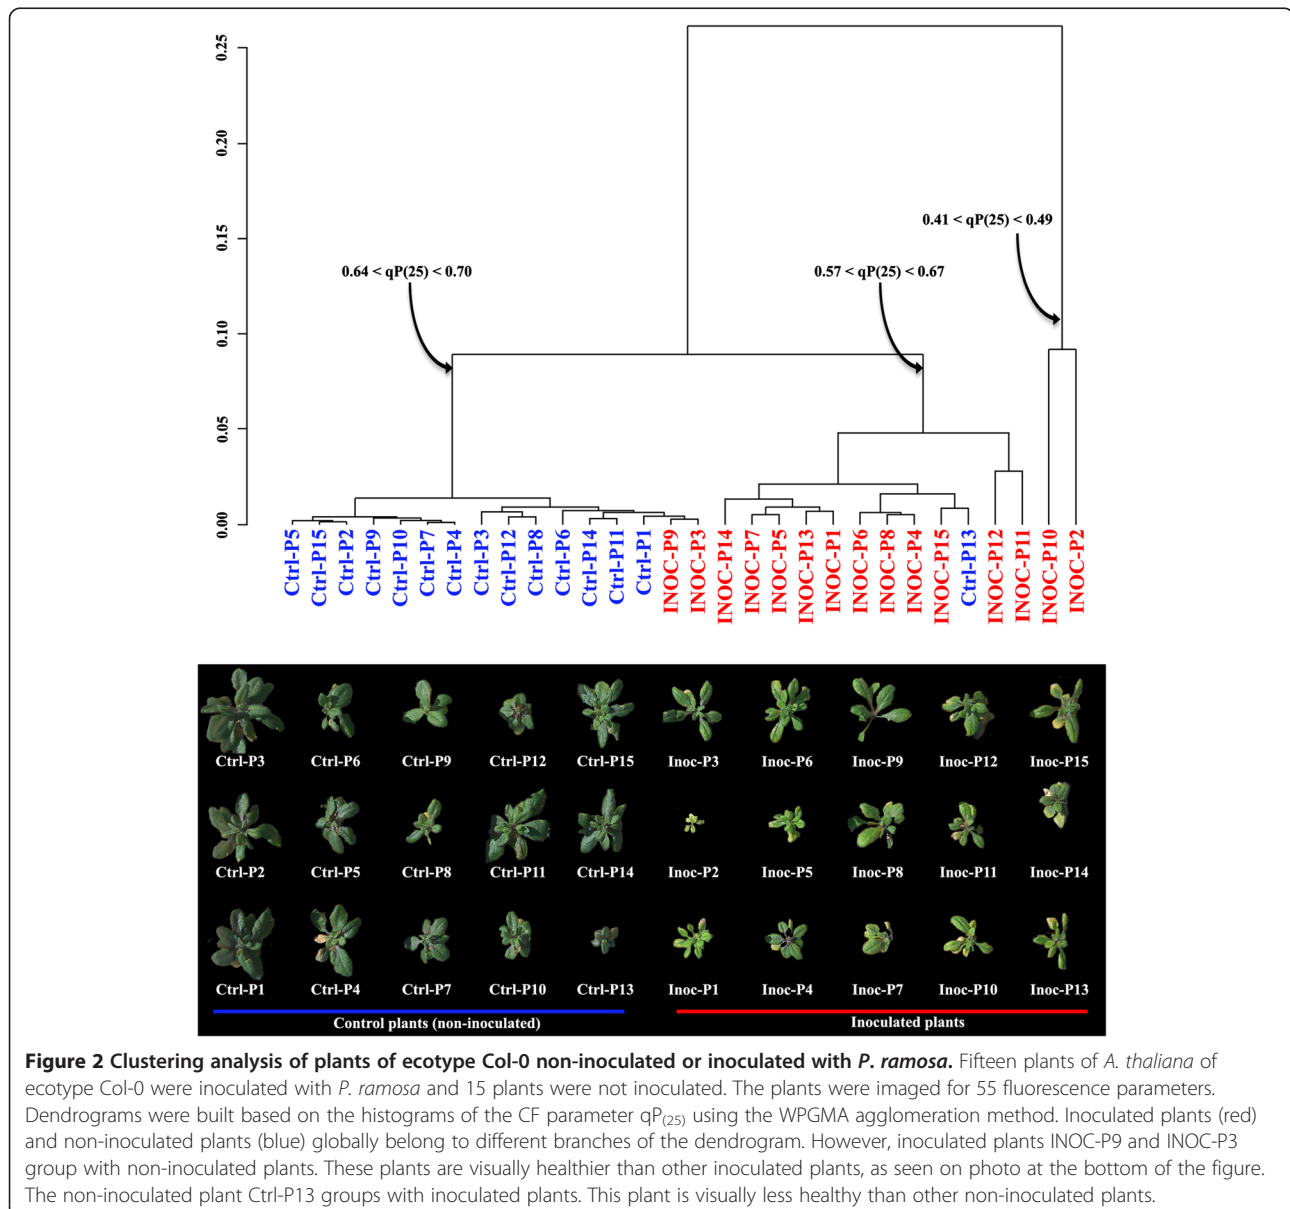 0.25
0.20
0.15
0.10
0.05
0.00
0.41 < qP(25) < 0.49
0.64 < qP(25) < 0.70
0.57 < qP(25) < 0.67
Ctrl-P5
Ctrl-P15
Ctrl-P2
Ctrl-P9
Ctrl-P10
Ctrl-P7
Ctrl-P4
Ctrl-P3
Ctrl-P12
Ctrl-P8
Ctrl-P6
Ctrl-P14
Ctrl-P11
Ctrl-P1
INOC-P9
INOC-P3
INOC-P14
INOC-P7
INOC-P5
INOC-P13
INOC-P1
INOC-P6
INOC-P8
INOC-P4
INOC-P15
Ctrl-P13
INOC-P12
INOC-P11
INOC-P10
INOC-P2
Ctrl-P3 Ctrl-P6 Ctrl-P9 Ctrl-P12 Ctrl-P15 Inoc-P3 Inoc-P6 Inoc-P9 Inoc-P12 Inoc-P15
Ctrl-P2 Ctrl-P5 Ctrl-P8 Ctrl-P11 Ctrl-P14 Inoc-P2 Inoc-P5 Inoc-P8 Inoc-P11 Inoc-P14
Ctrl-P1 Ctrl-P4 Ctrl-P7 Ctrl-P10 Ctrl-P13 Inoc-P1 Inoc-P4 Inoc-P7 Inoc-P10 Inoc-P13
Control plants (non-inoculated) Inoculated plants
Figure 2 Clustering analysis of plants of ecotype Col-0 non-inoculated or inoculated with P. ramosa. Fifteen plants of A. thaliana of
ecotype Col-0 were inoculated with P. ramosa and 15 plants were not inoculated. The plants were imaged for 55 fluorescence parameters.
Dendrograms were built based on the histograms of the CF parameter qP(25) using the WPGMA agglomeration method. Inoculated plants (red)
and non-inoculated plants (blue) globally belong to different branches of the dendrogram. However, inoculated plants INOC-P9 and INOC-P3
group with non-inoculated plants. These plants are visually healthier than other inoculated plants, as seen on photo at the bottom of the figure.
The non-inoculated plant Ctrl-P13 groups with inoculated plants. This plant is visually less healthy than other non-inoculated plants.